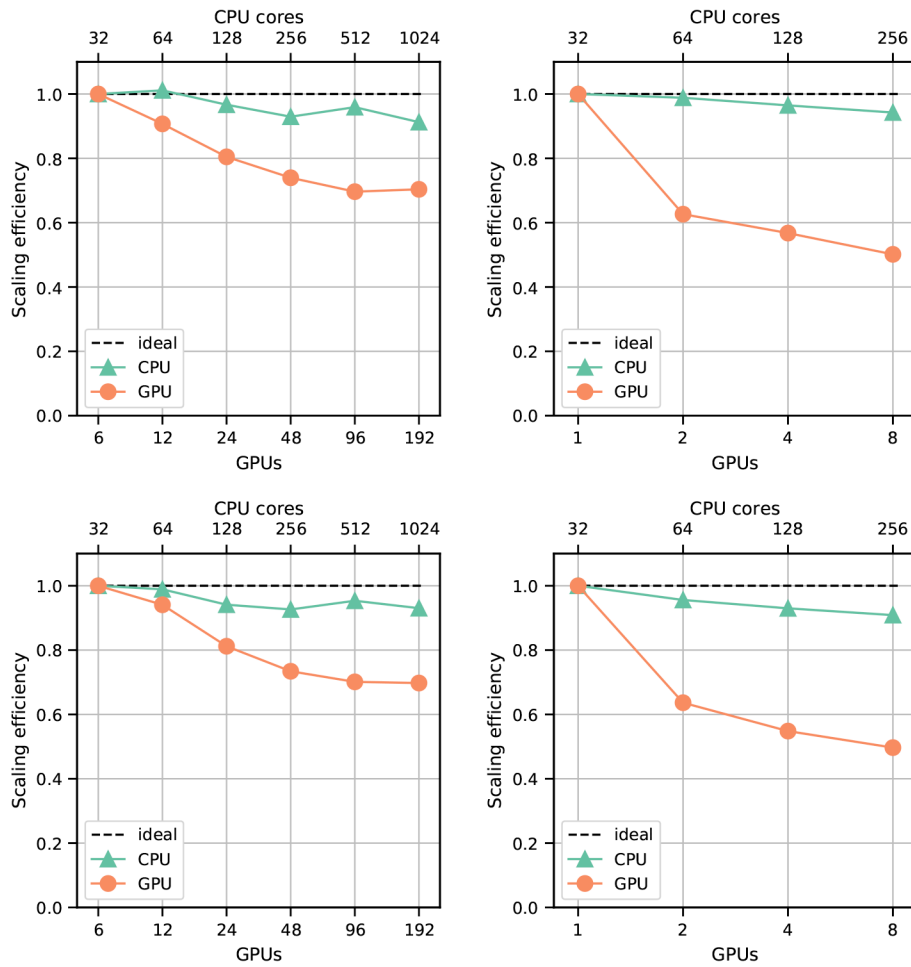 CPU cores
32 64 128 256 512 1024
1.0
0.8
0.6
0.4
0.2
0.0
Scaling efficiency
ideal
CPU
GPU
6 12 24 48 96 192
GPUs
CPU cores
32 64 128 256
1.0
0.8
0.6
0.4
0.2
0.0
Scaling efficiency
ideal
CPU
GPU
1 2 4 8
GPUs
CPU cores
32 64 128 256 512 1024
1.0
0.8
0.6
0.4
0.2
0.0
Scaling efficiency
ideal
CPU
GPU
6 12 24 48 96 192
GPUs
CPU cores
32 64 128 256
1.0
0.8
0.6
0.4
0.2
0.0
Scaling efficiency
ideal
CPU
GPU
1 2 4 8
GPUs